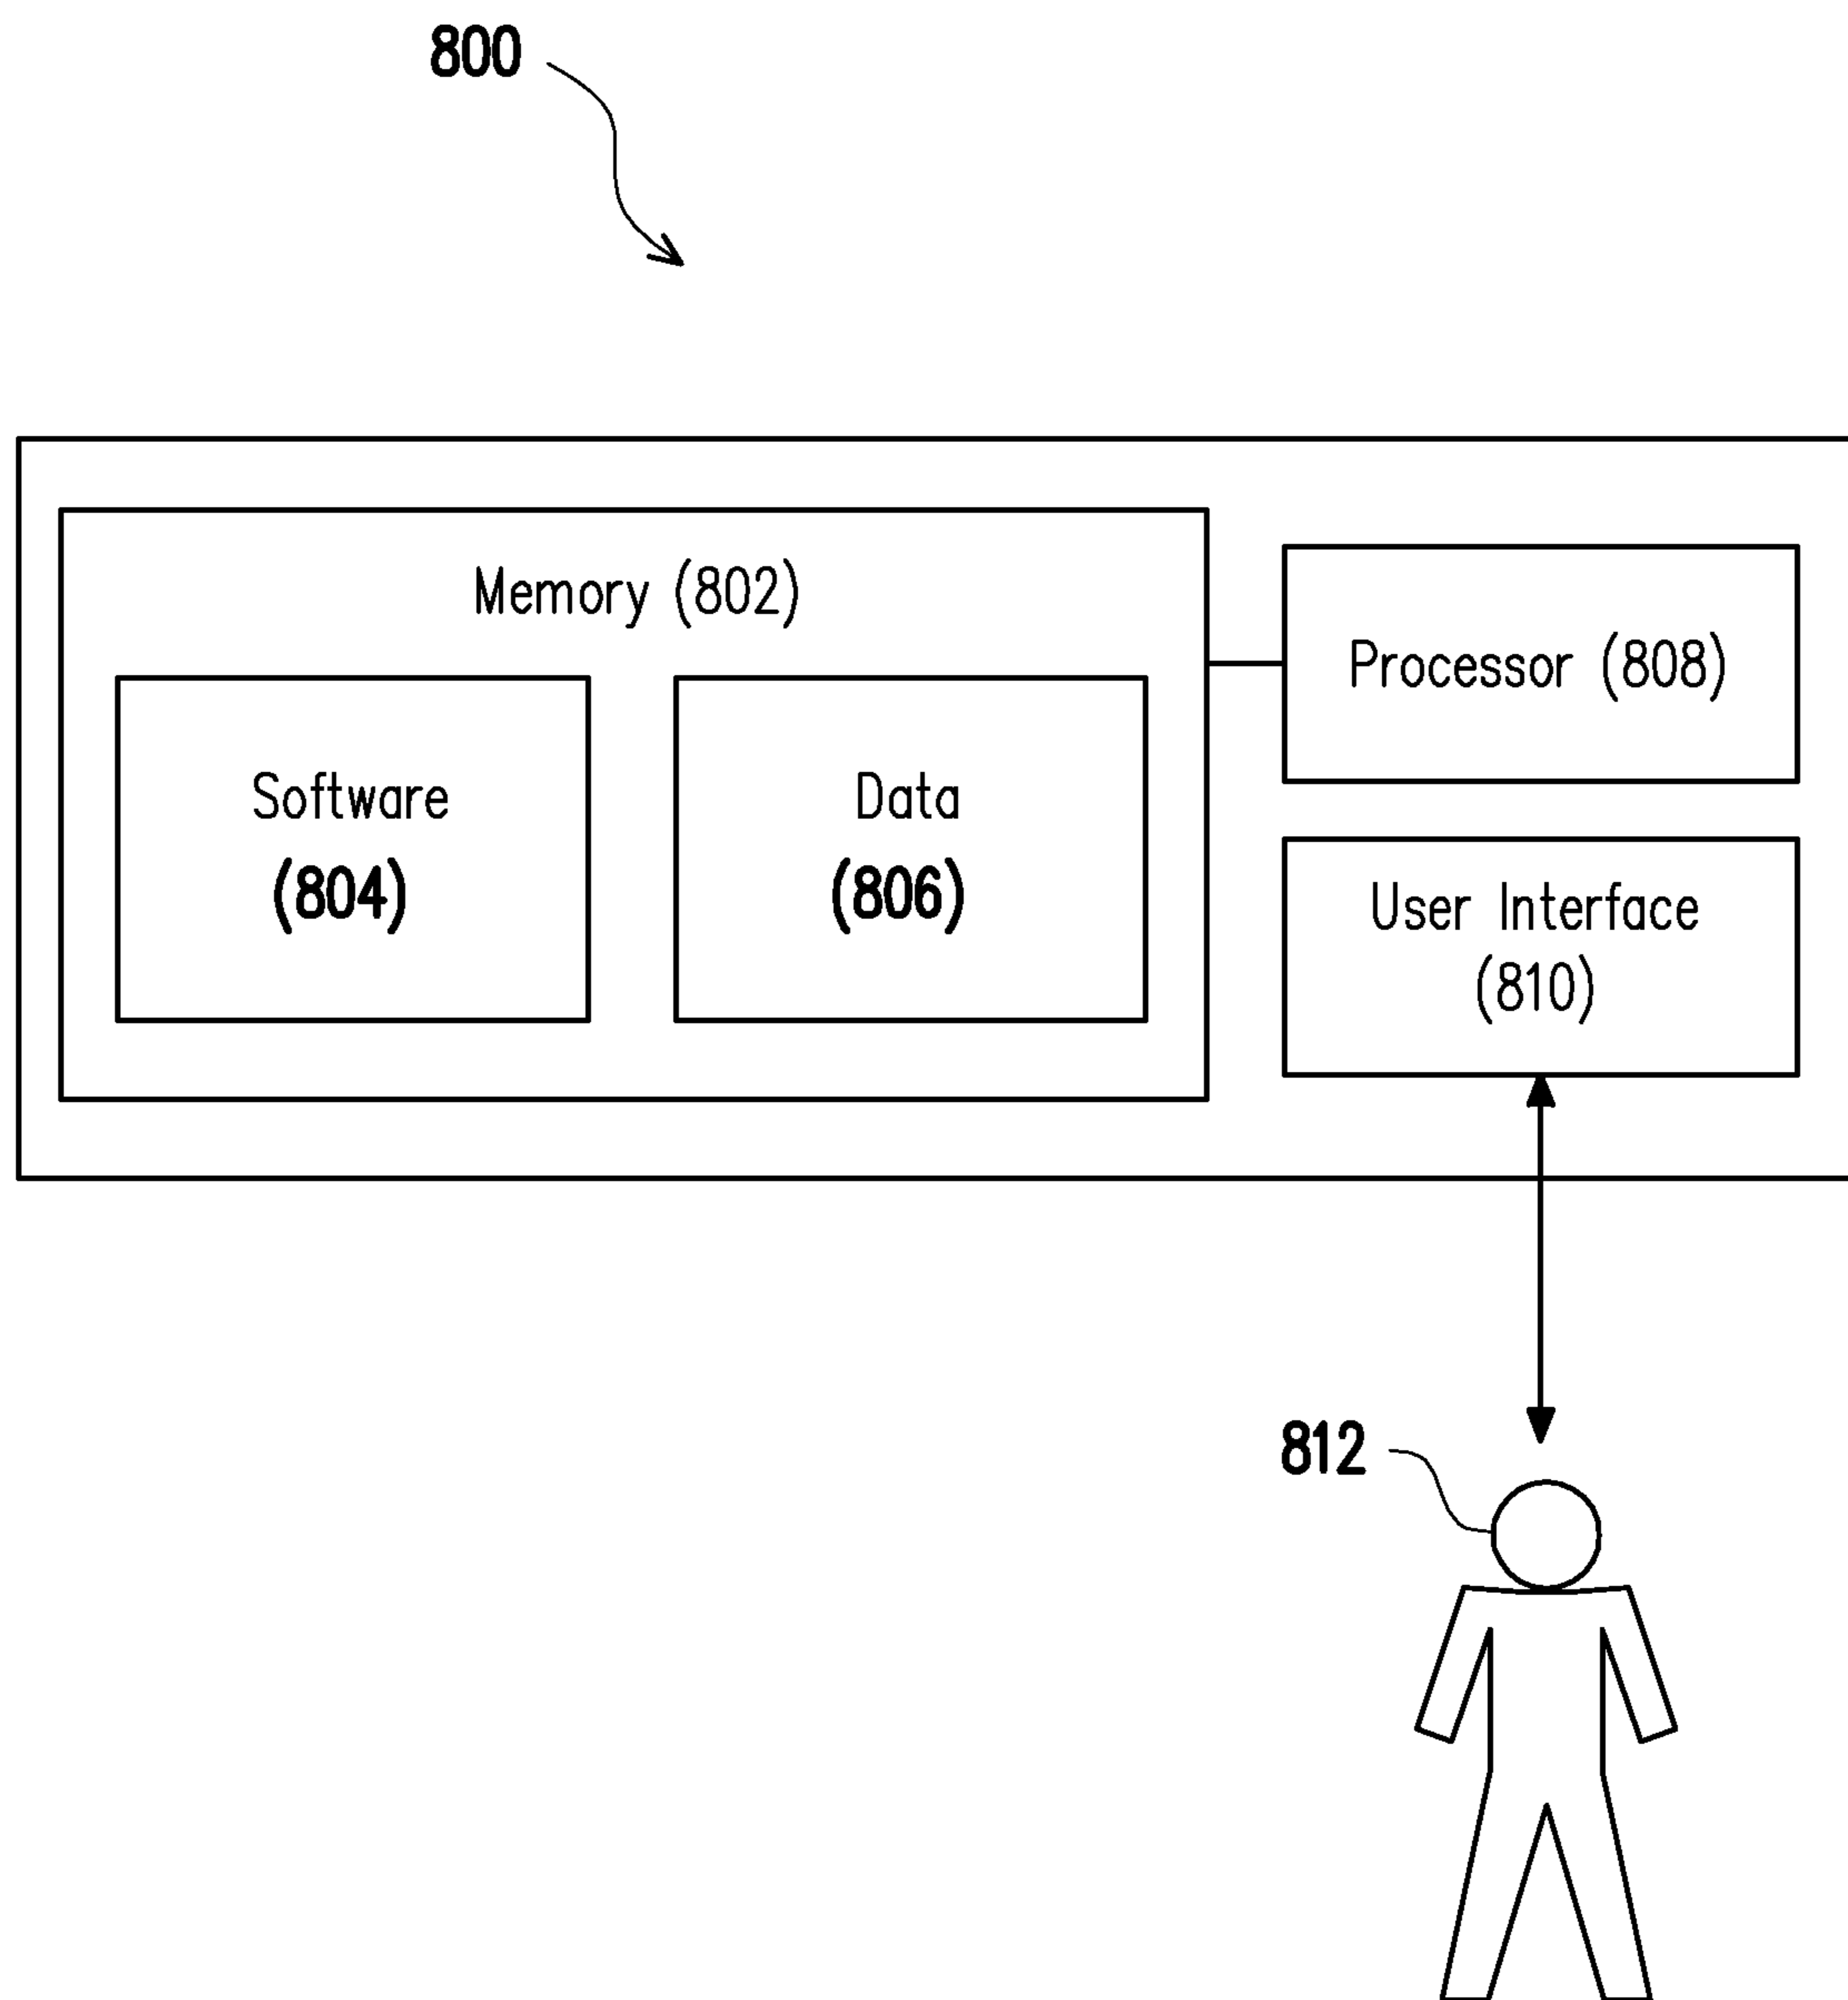 800
Memory (802)
Processor (808)
Software
(804)
Data
(806)
User Interface
(810)
812